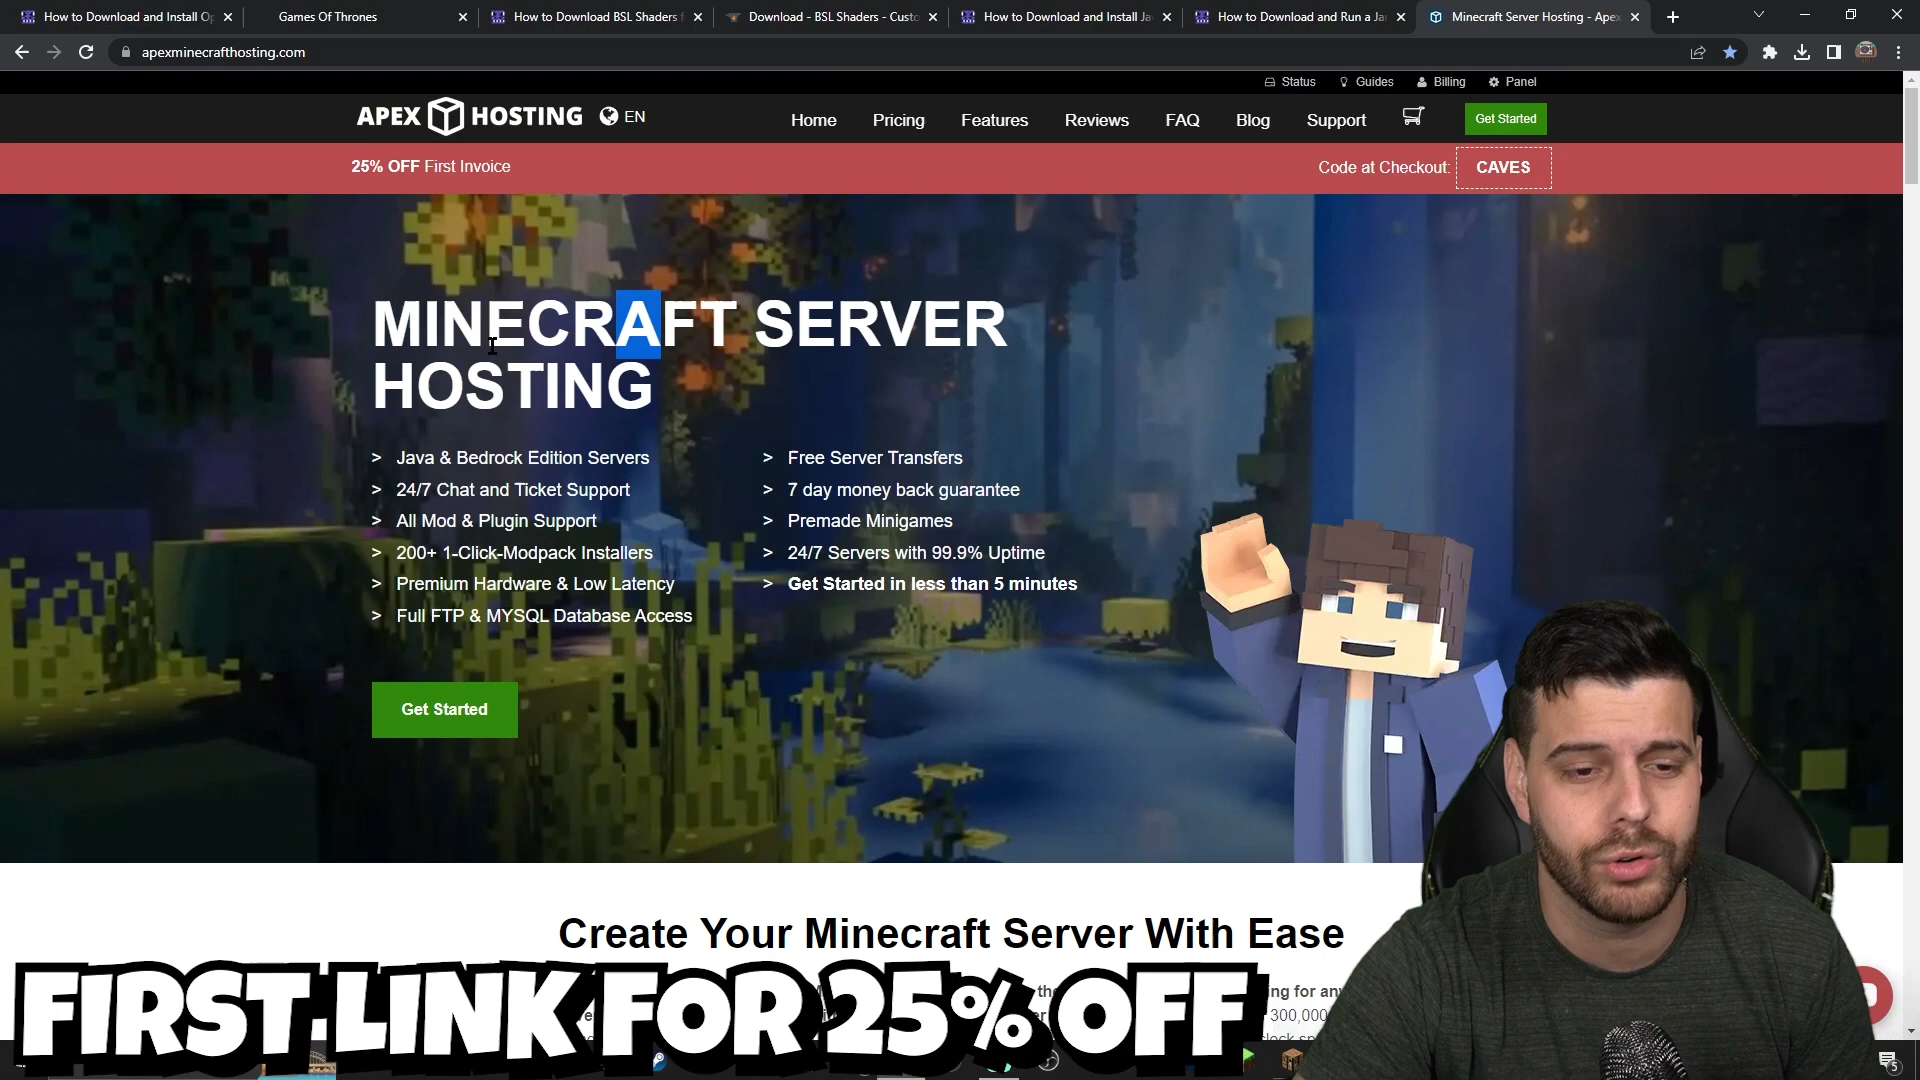 How to Download and Install Op
Games Of Thrones
How to Download BSL Shaders f
Download - BSL Shaders - Custo
How to Download and Install Ja
How to Download and Run a Ja
Minecraft Server Hosting - Apex
apexminecrafthosting.com
Status
Guides
Billing
Panel
APEX HOSTING
EN
Home
Pricing
Features
Reviews
FAQ
Blog
Support
Get Started
25% OFF First Invoice
Code at Checkout: CAVES
MINECRAFT SERVER
HOSTING
> Java & Bedrock Edition Servers
> 24/7 Chat and Ticket Support
> All Mod & Plugin Support
> 200+ 1-Click-Modpack Installers
> Premium Hardware & Low Latency
> Full FTP & MYSQL Database Access
> Free Server Transfers
> 7 day money back guarantee
> Premade Minigames
> 24/7 Servers with 99.9% Uptime
> Get Started in less than 5 minutes
Get Started
Create Your Minecraft Server With Ease
300,000
FIRST LINK FOR 25% OFF
5